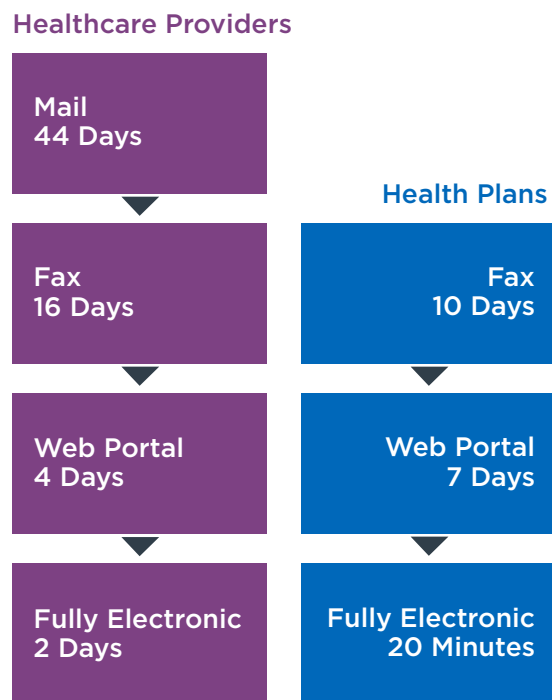 Healthcare Providers
Mail
44 Days
Fax
16 Days
Web Portal
4 Days
Fully Electronic
2 Days
Health Plans
Fax
10 Days
Web Portal
7 Days
Fully Electronic
20 Minutes